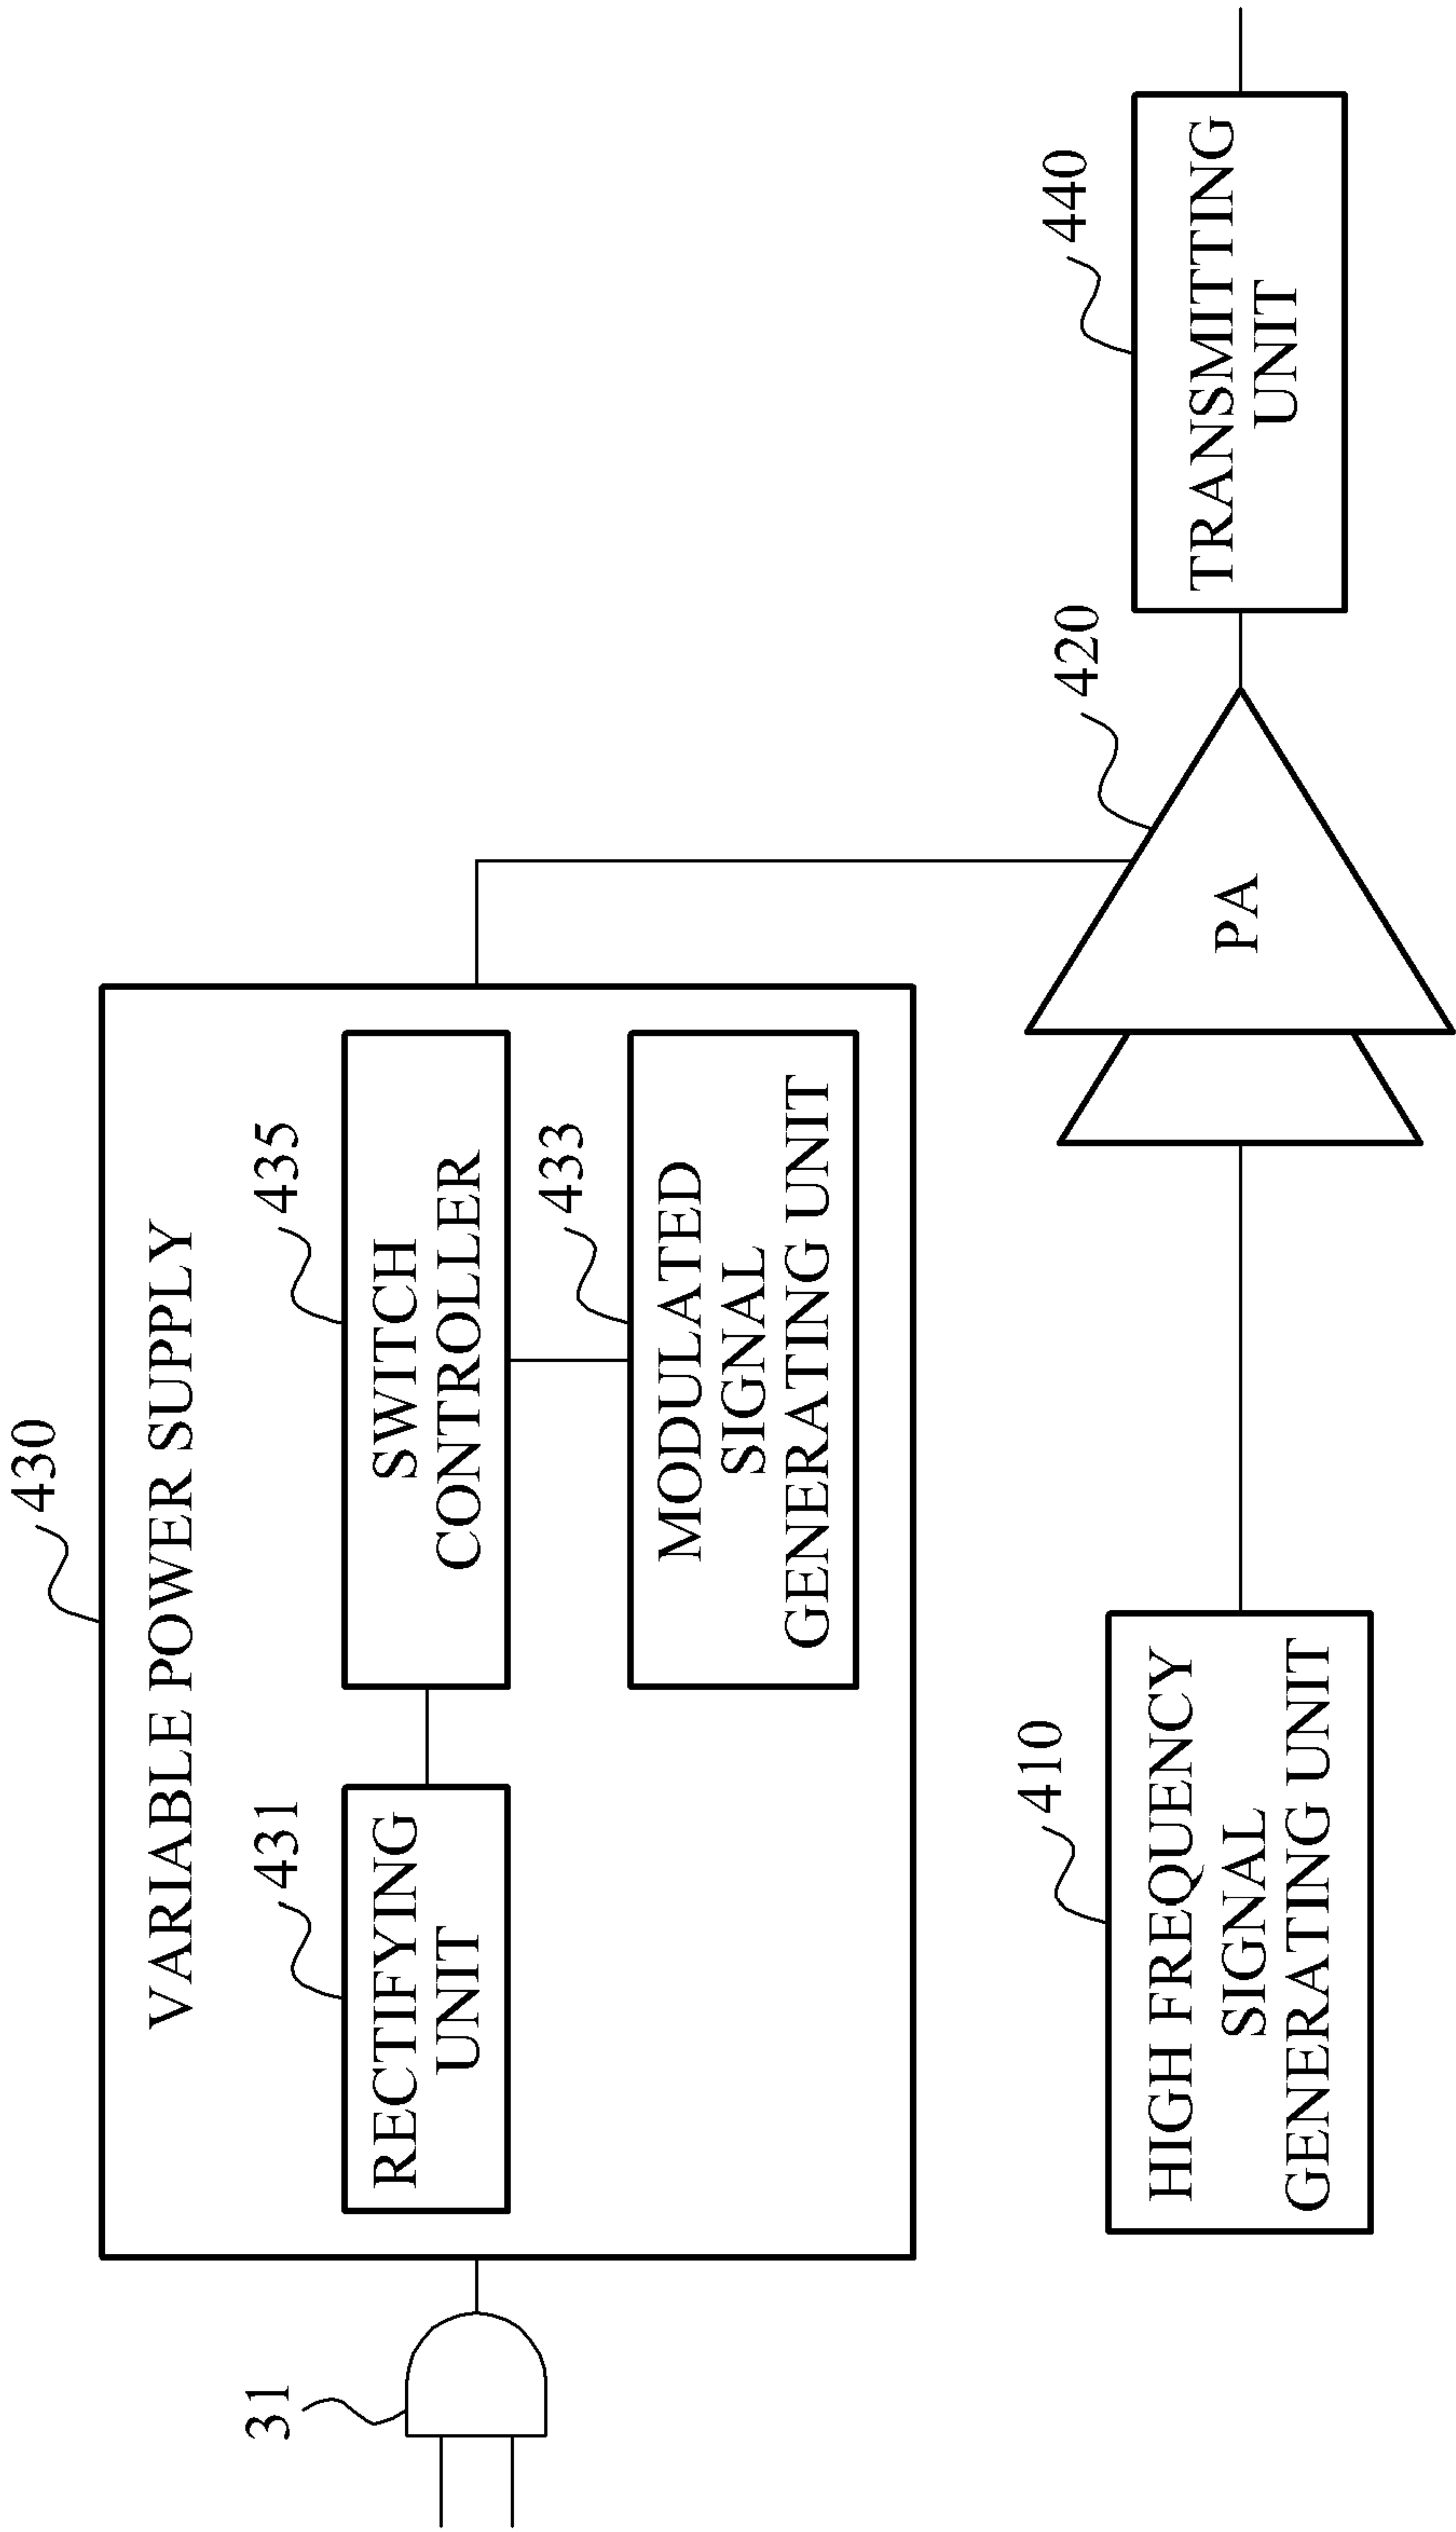 430
VARIABLE POWER SUPPLY
31
431
RECTIFYING
UNIT
435
SWITCH
CONTROLLER
433
MODULATED
SIGNAL
GENERATING UNIT
410
HIGH FREQUENCY
SIGNAL
GENERATING UNIT
420
PA
440
TRANSMITTING
UNIT